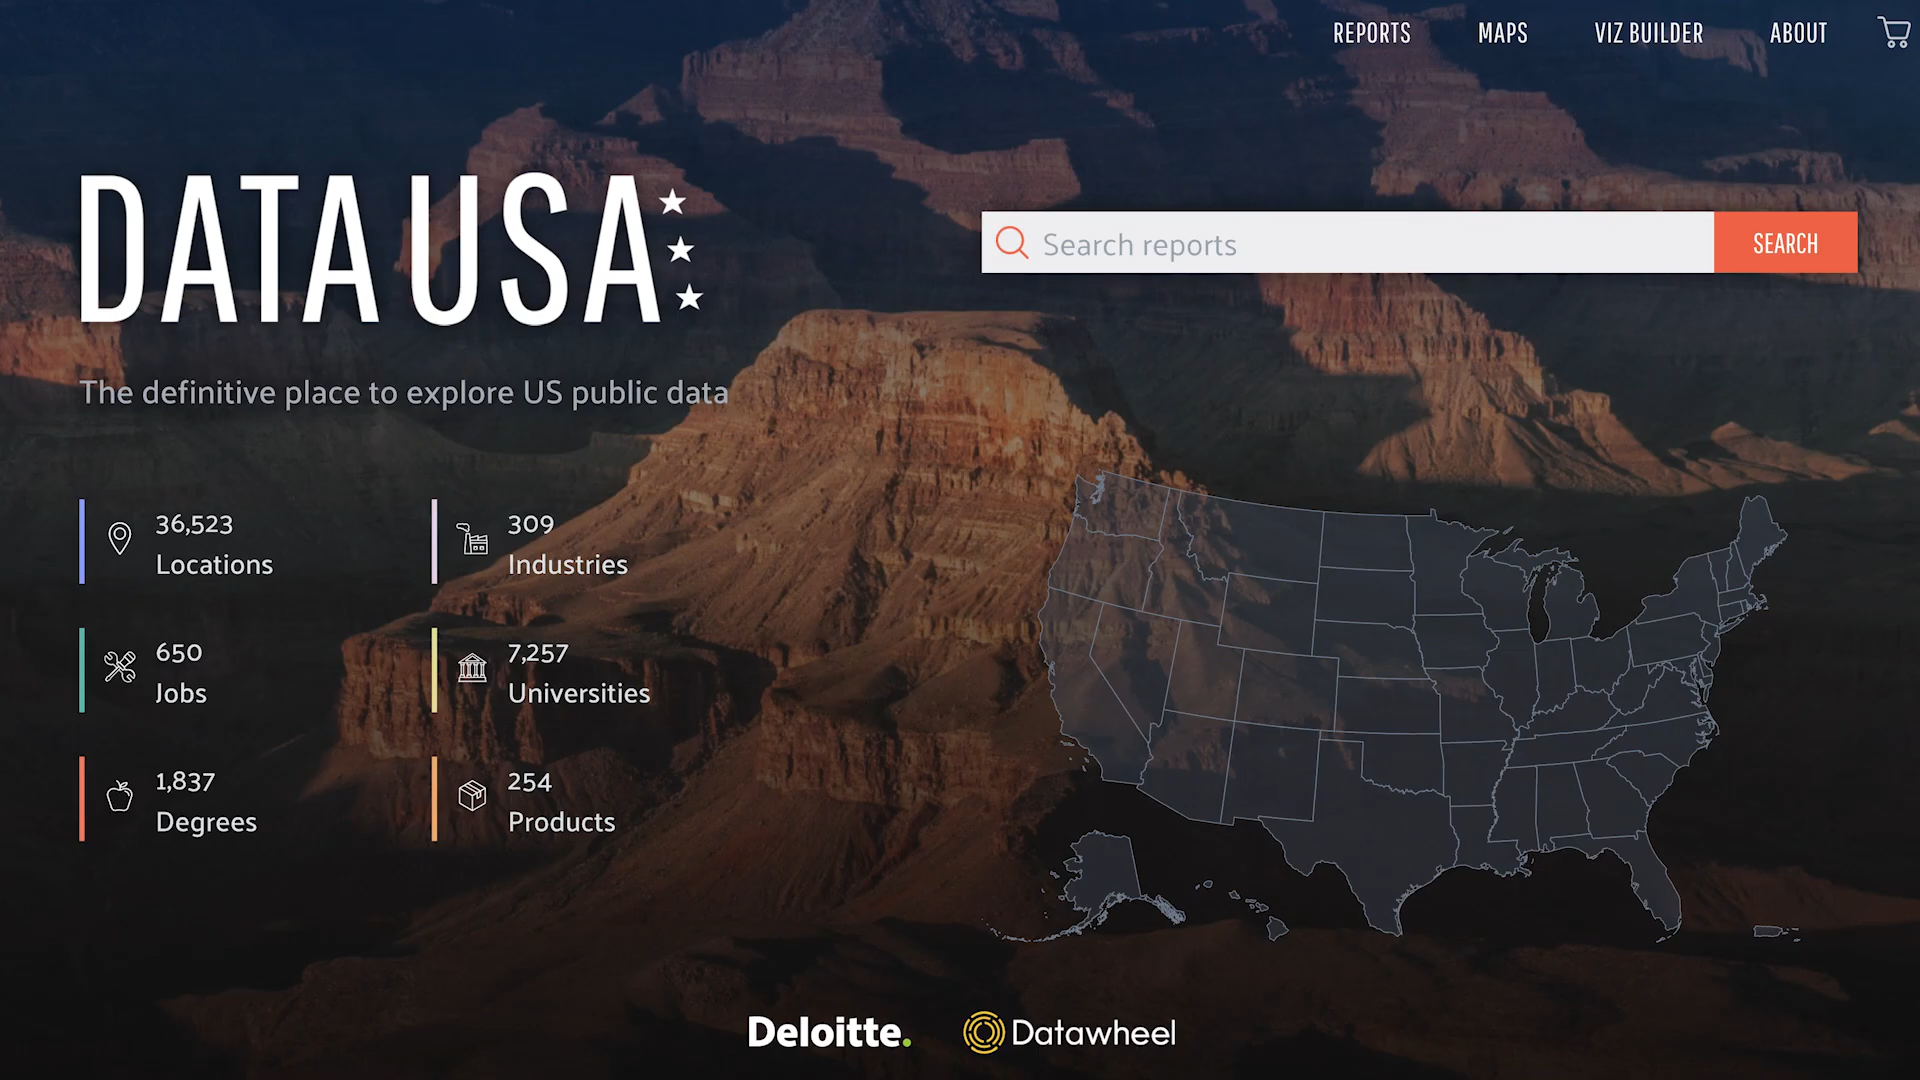 REPORTS MAPS VIZ BUILDER ABOUT
DATA USA
Search reports SEARCH
The definitive place to explore US public data
36,523
Locations
309
Industries
650
Jobs
7,257
Universities
1,837
Degrees
254
Products
Deloitte. Datawheel